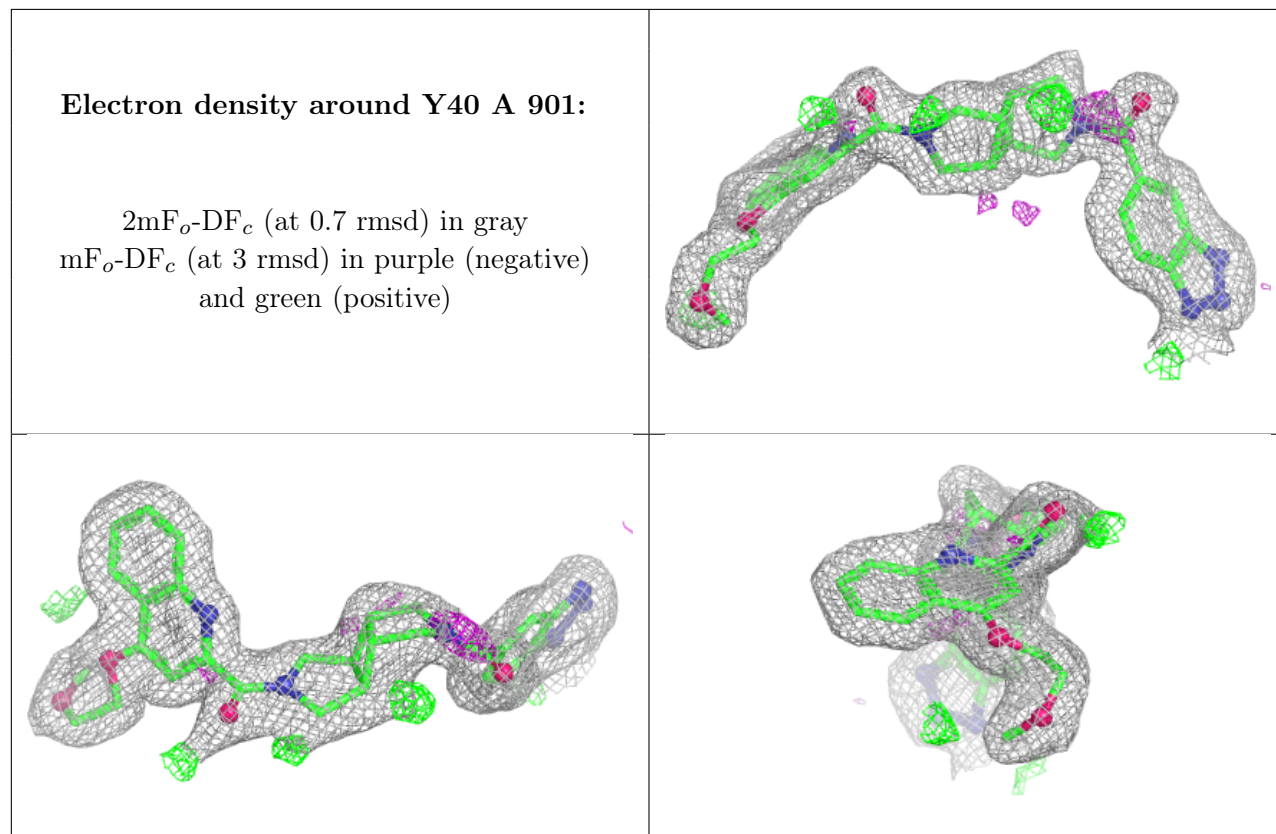 Electron density around Y40 A 901:
2mFo-DFc (at 0.7 rmsd) in gray
mFo-DFc (at 3 rmsd) in purple (negative)
and green (positive)